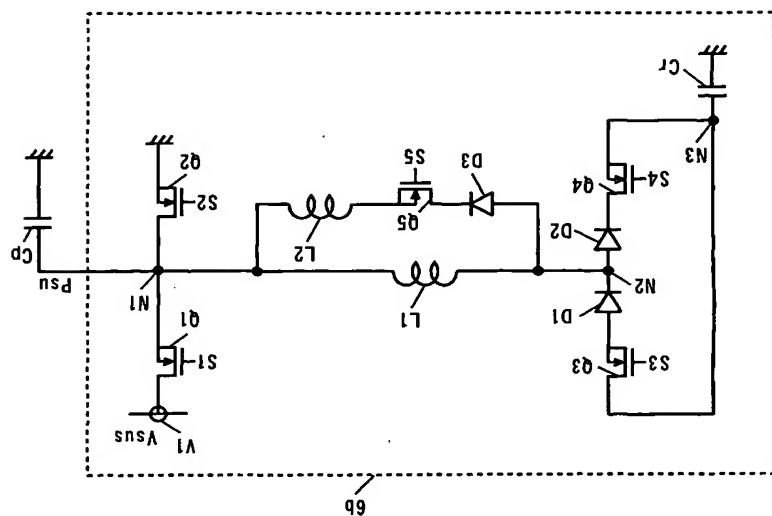 6b
V1
Vsus
S3
Q3
S1
Q1
D1
L1
N1
N2
Psu
Cp
L2
D2
Q5
S2
S4
Q4
D3
S5
Q2
N3
Cr